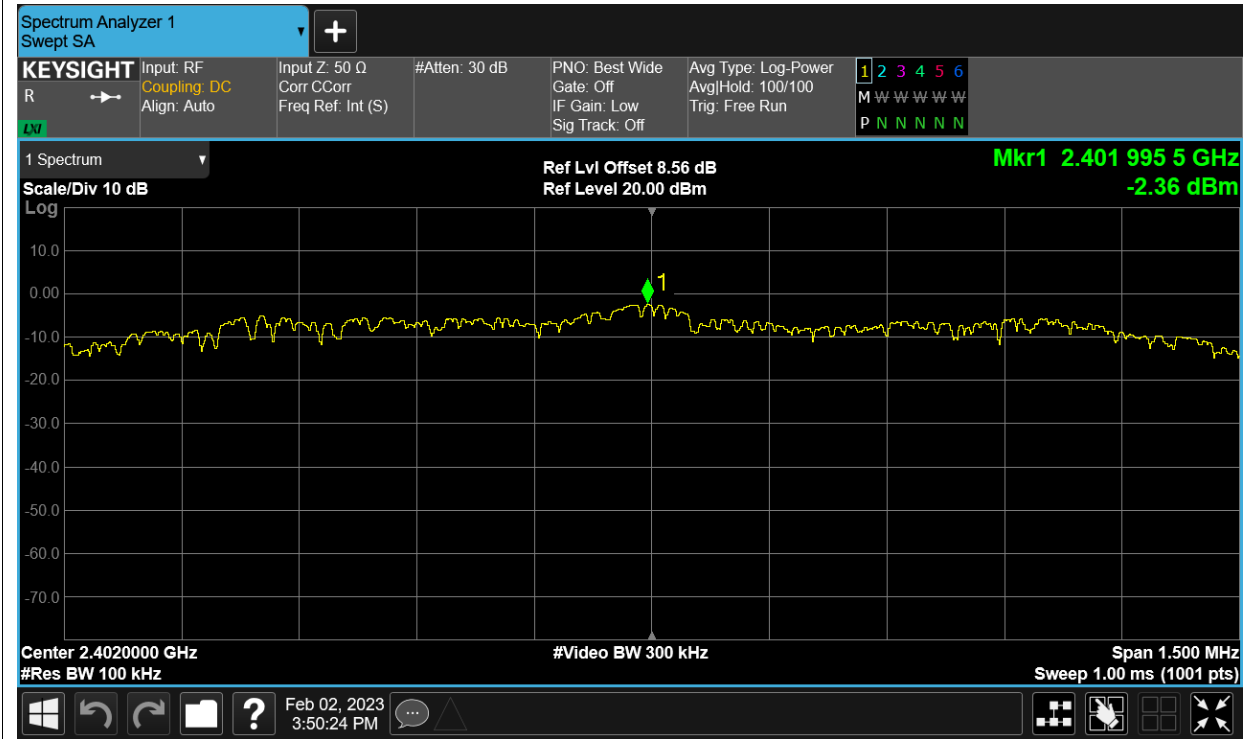 Spectrum Analyzer 1
Swept SA
KEYSIGHT
R
LXI
Input: RF
Coupling: DC
Align: Auto
Input Z: 50 Ω
Corr CCorr
Freq Ref: Int (S)
#Atten: 30 dB
PNO: Best Wide
Gate: Off
IF Gain: Low
Sig Track: Off
Avg Type: Log-Power
Avg|Hold: 100/100
Trig: Free Run
1 2 3 4 5 6
M W W W W W
P N N N N N
1 Spectrum
Scale/Div 10 dB
Log
Ref Lvl Offset 8.56 dB
Ref Level 20.00 dBm
Mkr1 2.401 995 5 GHz
-2.36 dBm
10.0
0.00
-10.0
-20.0
-30.0
-40.0
-50.0
-60.0
-70.0
1
Center 2.4020000 GHz
#Res BW 100 kHz
#Video BW 300 kHz
Span 1.500 MHz
Sweep 1.00 ms (1001 pts)
?
Feb 02, 2023
3:50:24 PM